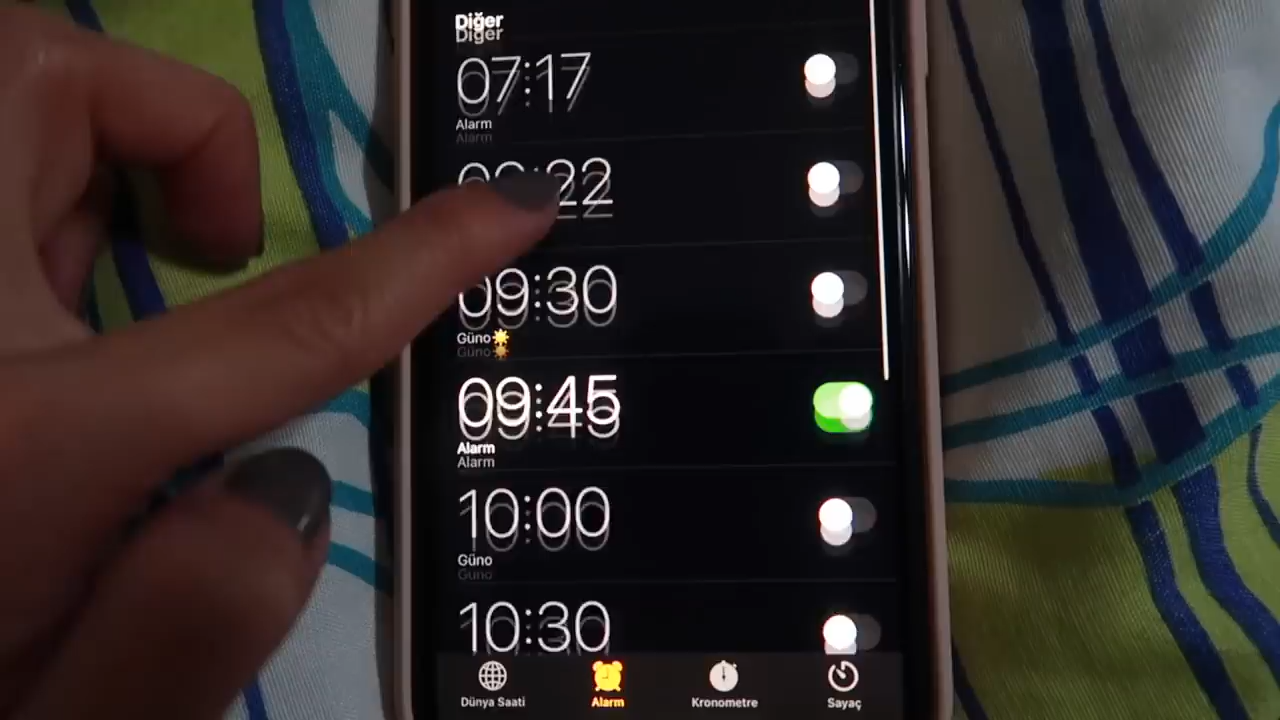 Diğer
07:17
Alarm
:22
09:30
Güno☀️
09:45
Alarm
10:00
Güno
10:30
Dünya Saati
Alarm
Kronometre
Sayaç